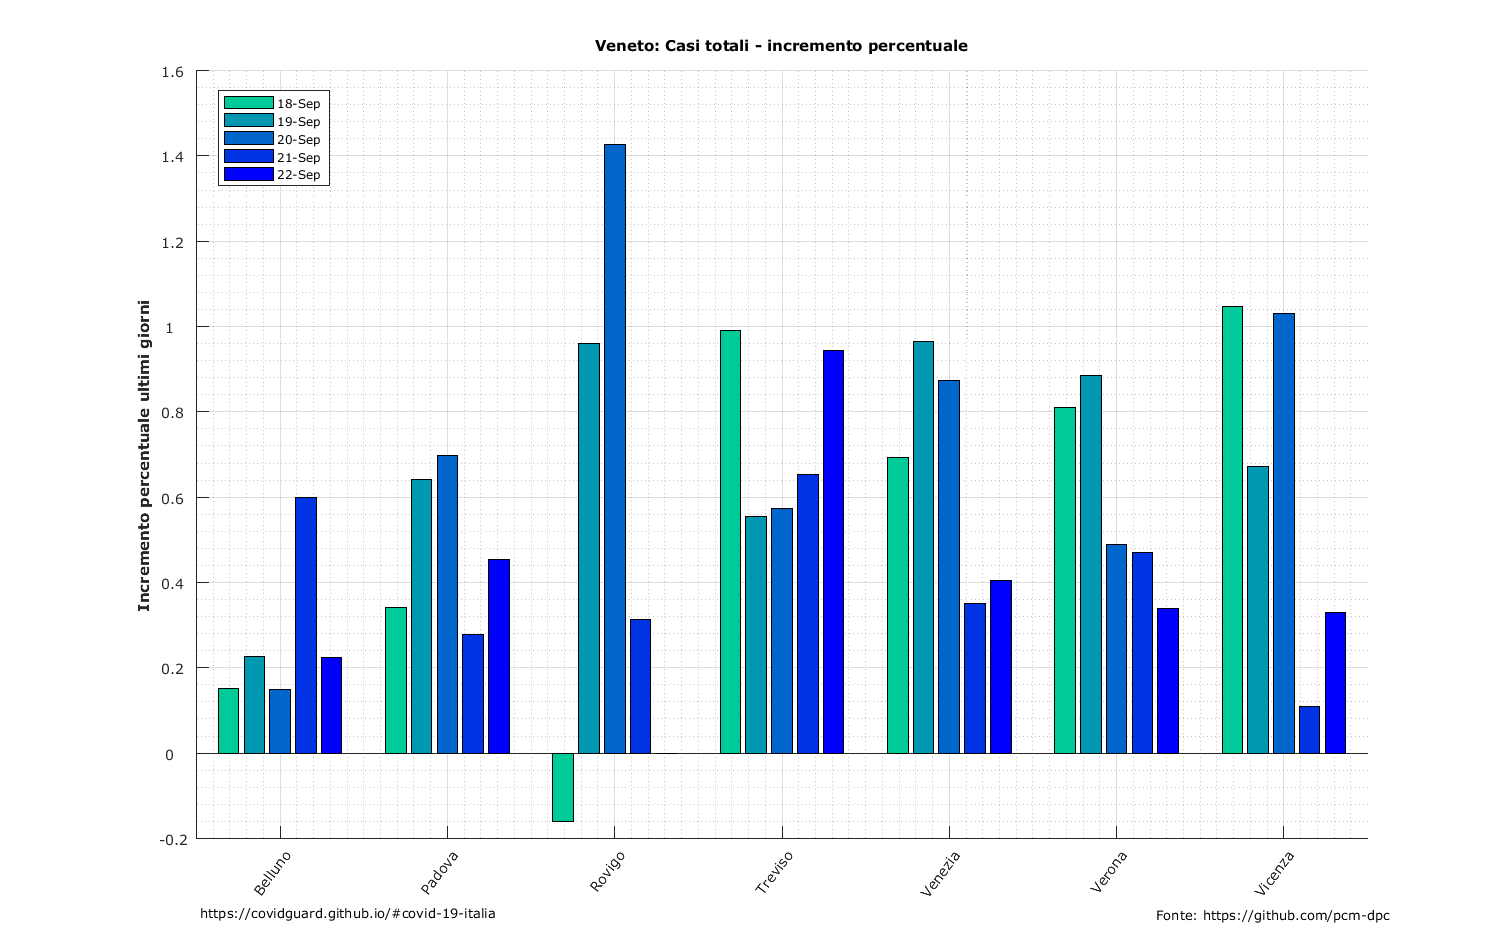 Veneto: Casi totali - incremento percentuale
1.6
1.4
1.2
1
0.8
0.6
0.4
0.2
0
-0.2
18-Sep
19-Sep
20-Sep
21-Sep
22-Sep
Incremento percentuale ultimi giorni
Belluno
Padova
Rovigo
Treviso
Venezia
Verona
Vicenza
https://covidguard.github.io/#covid-19-italia
Fonte: https://github.com/pcm-dpc